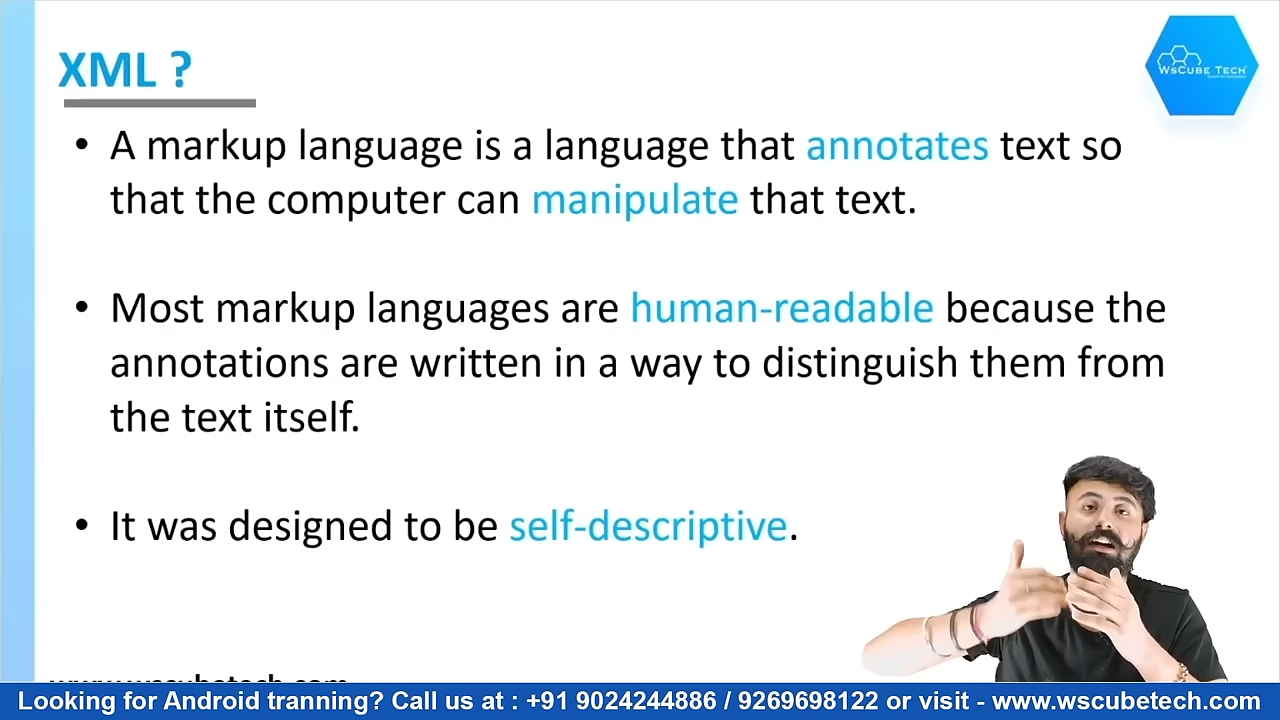 XML ?
WsCube Tech
• A markup language is a language that annotates text so
that the computer can manipulate that text.
• Most markup languages are human-readable because the
annotations are written in a way to distinguish them from
the text itself.
• It was designed to be self-descriptive.
www.wscubetech.com
Looking for Android tranning? Call us at : +91 9024244886 / 9269698122 or visit - www.wscubetech.com